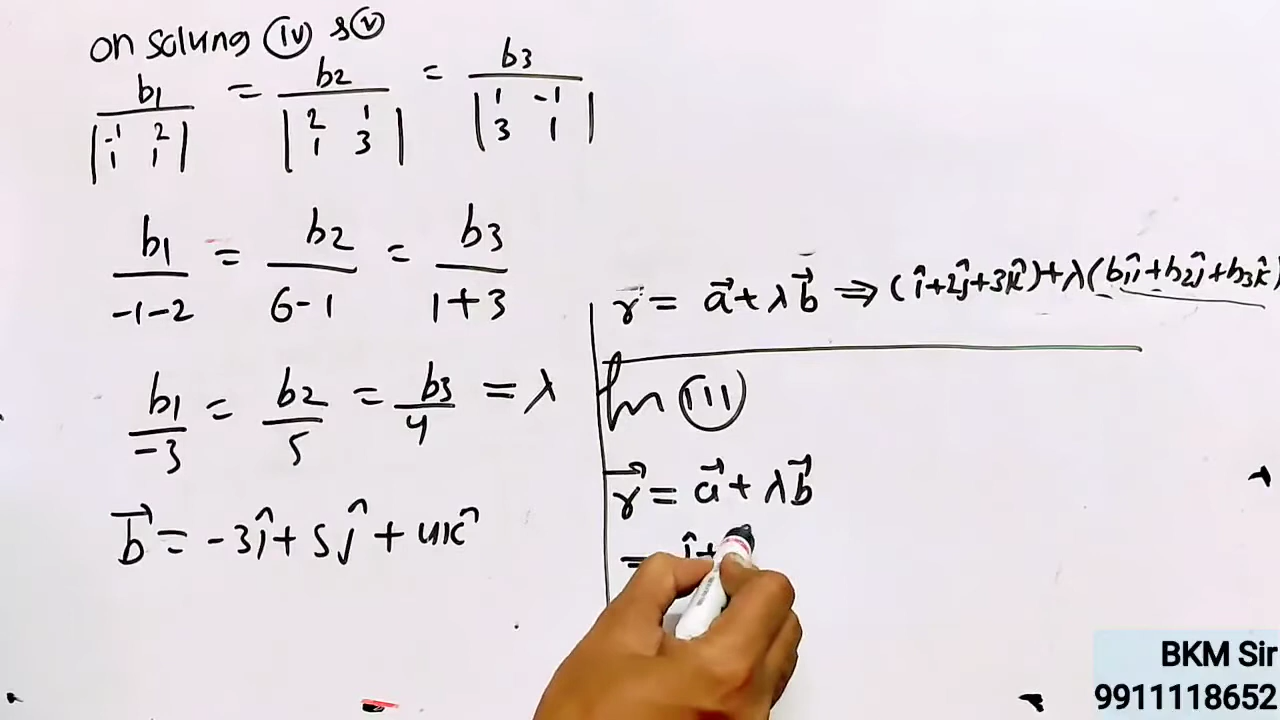 on solving (iv) & (v)
b1/|-1 2; 1 1| = b2/|2 1; 1 3| = b3/|1 -1; 3 1|
b1/-1-2 = b2/6-1 = b3/1+3
b1/-3 = b2/5 = b3/4 = λ
b⃗ = -3î + 5ĵ + 4k̂
r⃗ = a⃗ + λb⃗ ⇒ (î+2ĵ+3k̂)+λ(b1î+b2ĵ+b3k̂)
(III)
r⃗ = a⃗ + λb⃗
= î+
BKM Sir
9911118652